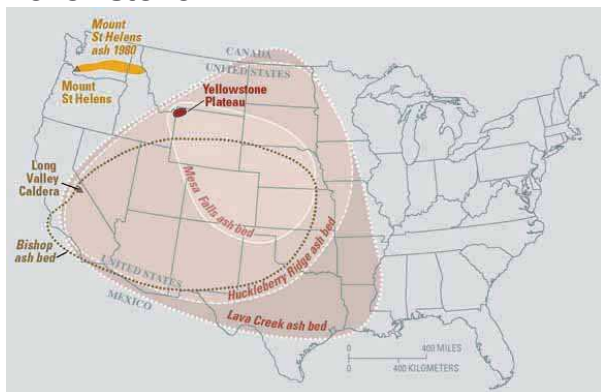 Mount
St Helens
ash 1980
Mount
St Helens
CANADA
UNITED STATES
Yellowstone
Plateau
Long
Valley
Caldera
Mesa Falls ash bed
Bishop
ash bed
Huckleberry Ridge ash bed
UNITED STATES
MEXICO
Lava Creek ash bed
0 400 MILES
0 400 KILOMETERS